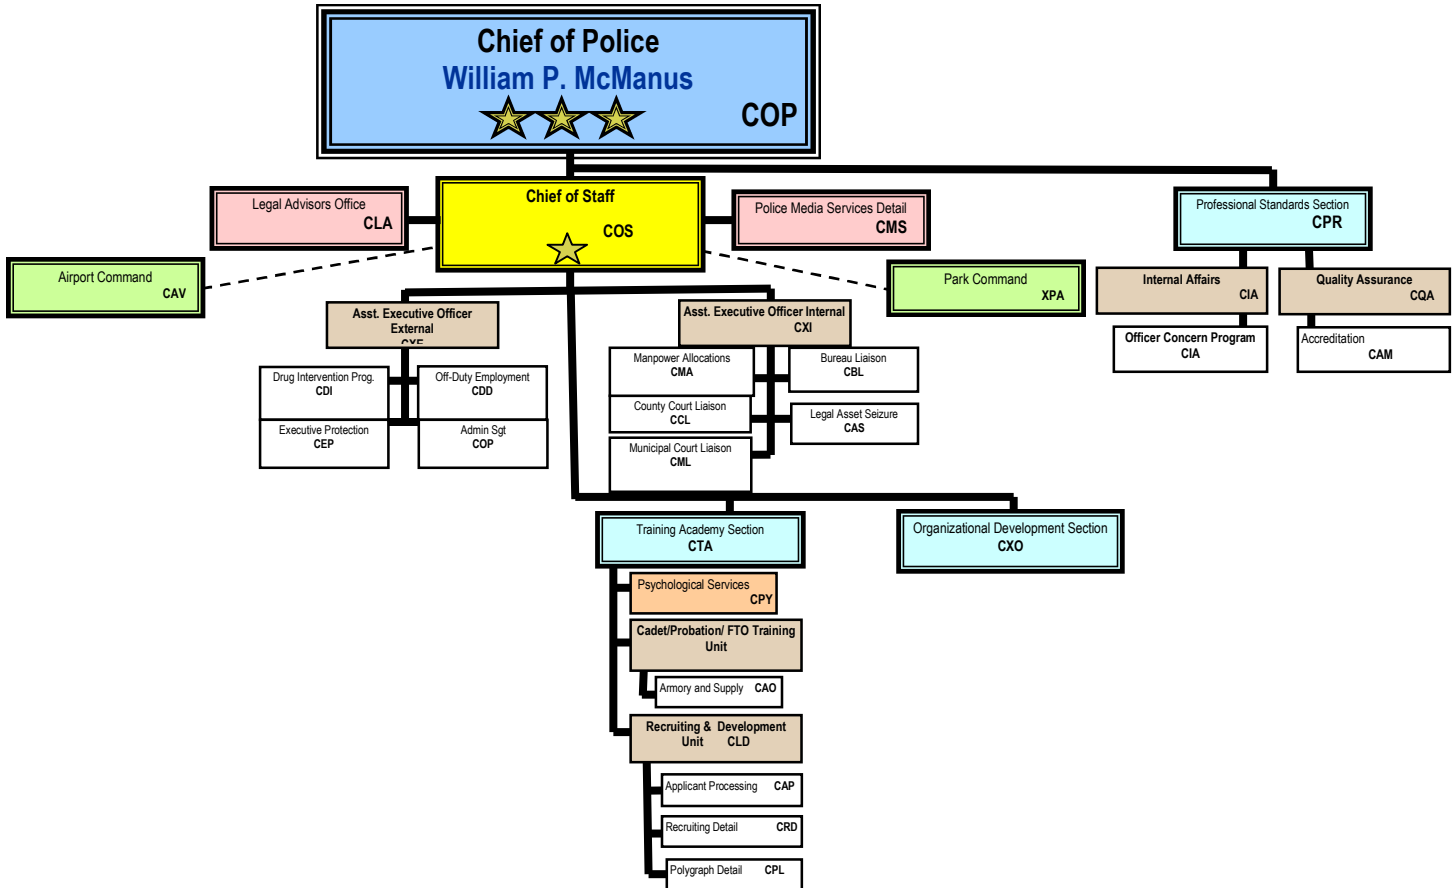 Chief of Police
William P. McManus
COP
Legal Advisors Office
CLA
Chief of Staff
COS
Police Media Services Detail
CMS
Professional Standards Section
CPR
Airport Command
CAV
Park Command
XPA
Internal Affairs
CIA
Quality Assurance
CQA
Officer Concern Program
CIA
Accreditation
CAM
Asst. Executive Officer
External
Asst. Executive Officer Internal
CXI
Drug Intervention Prog.
CDI
Off-Duty Employment
CDD
Executive Protection
CEP
Admin Sgt
COP
Manpower Allocations
CMA
Bureau Liaison
CBL
County Court Liaison
CCL
Legal Asset Seizure
CAS
Municipal Court Liaison
CML
Training Academy Section
CTA
Organizational Development Section
CXO
Psychological Services
CPY
Cadet/Probation/ FTO Training
Unit
Armory and Supply CAO
Recruiting & Development
Unit CLD
Applicant Processing CAP
Recruiting Detail CRD
Polygraph Detail CPL